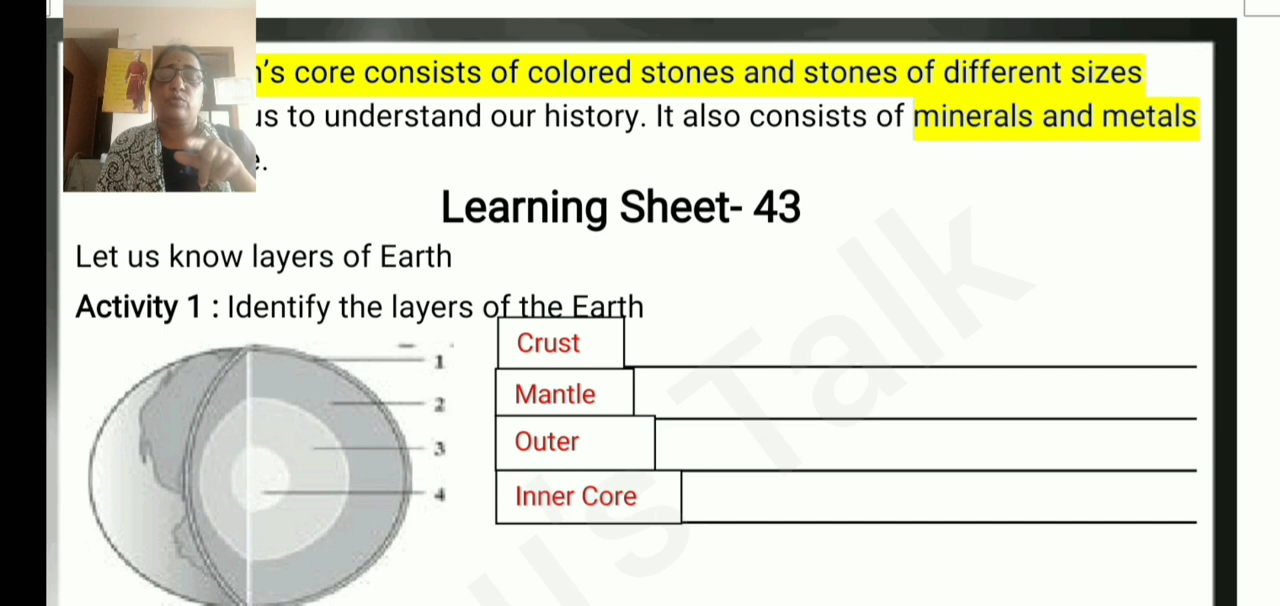 's core consists of colored stones and stones of different sizes
us to understand our history. It also consists of minerals and metals
Learning Sheet- 43
Let us know layers of Earth
Activity 1 : Identify the layers of the Earth
1 Crust
2 Mantle
3 Outer
4 Inner Core
's Talk